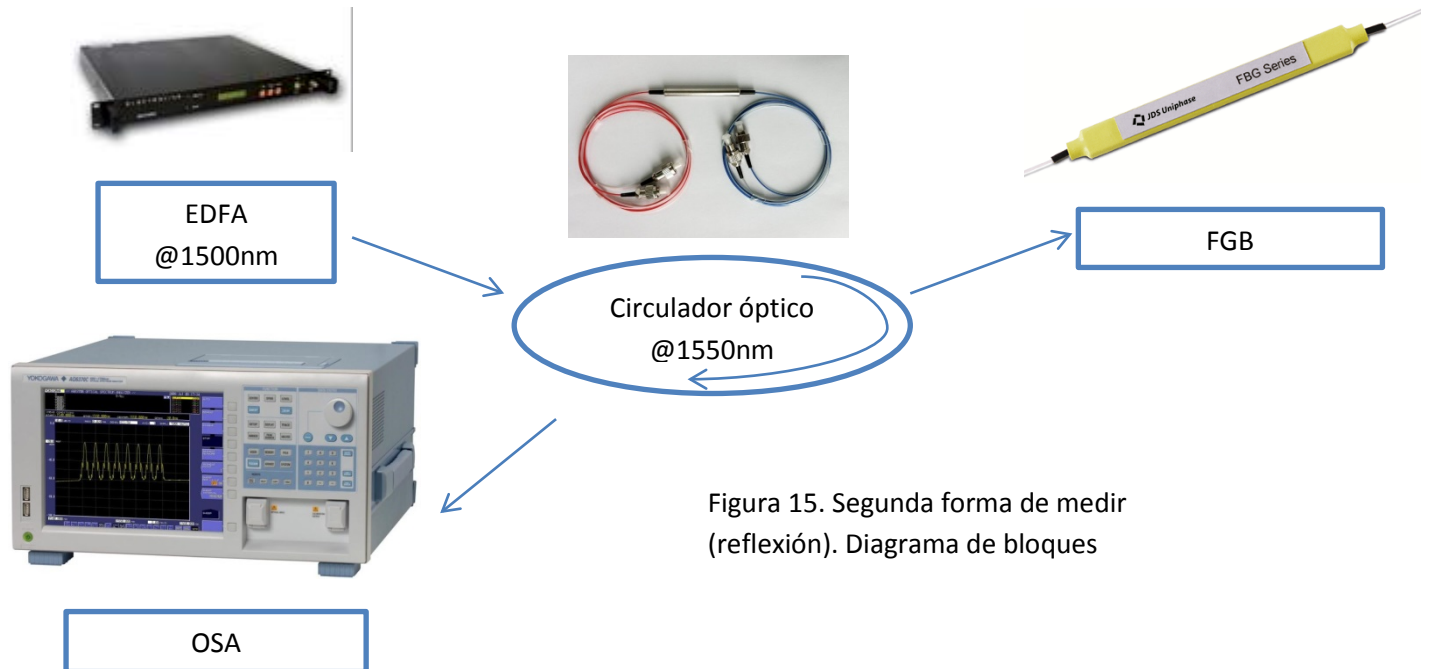 FBG Series
JDS Uniphase
EDFA
@1500nm
FGB
Circulador óptico
@1550nm
YOKOGAWA
Figura 15. Segunda forma de medir
(reflexión). Diagrama de bloques
OSA